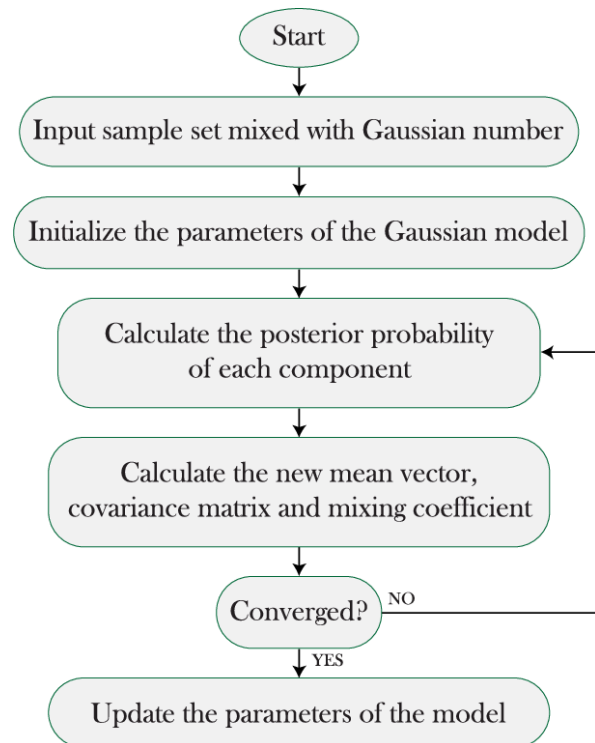 Start
Input sample set mixed with Gaussian number
Initialize the parameters of the Gaussian model
Calculate the posterior probability
of each component
Calculate the new mean vector,
covariance matrix and mixing coefficient
Converged?
NO
YES
Update the parameters of the model